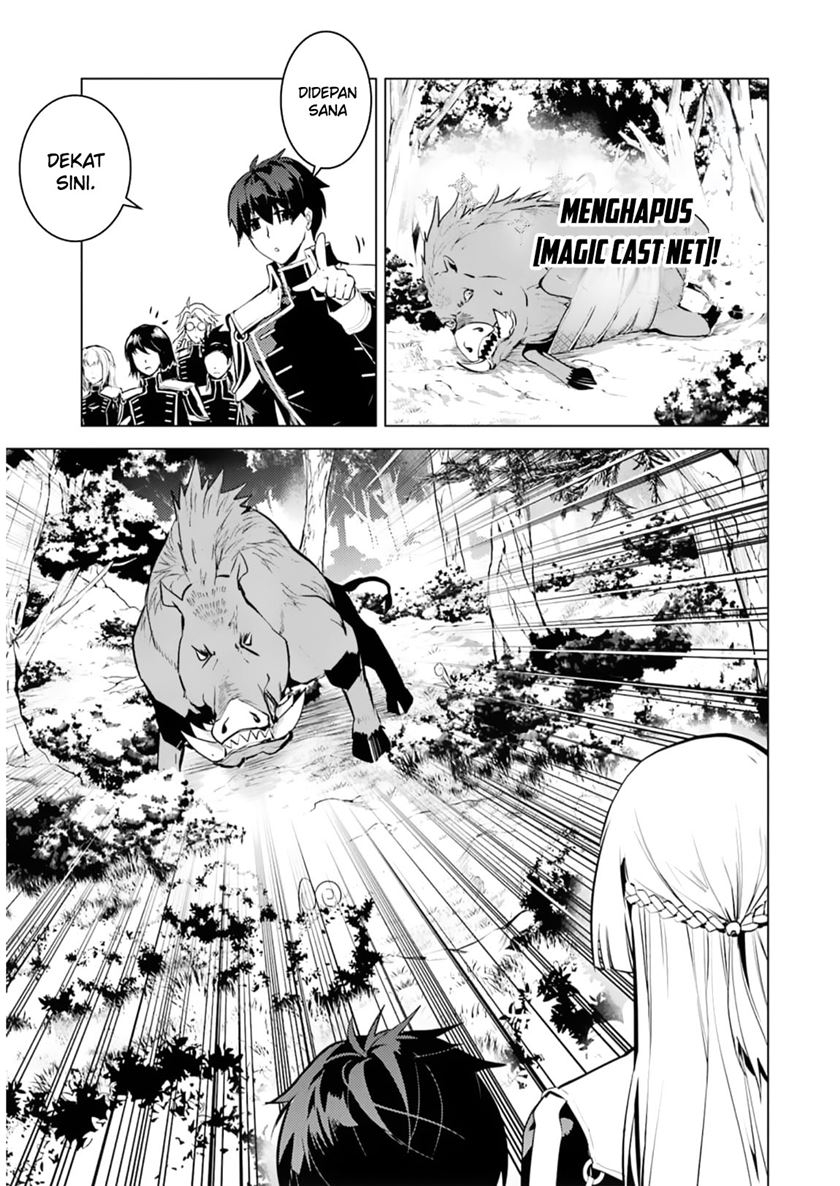 MENGHAPUS
[MAGIC CAST NET]!
DIDEPAN
SANA
DEKAT
SINI.